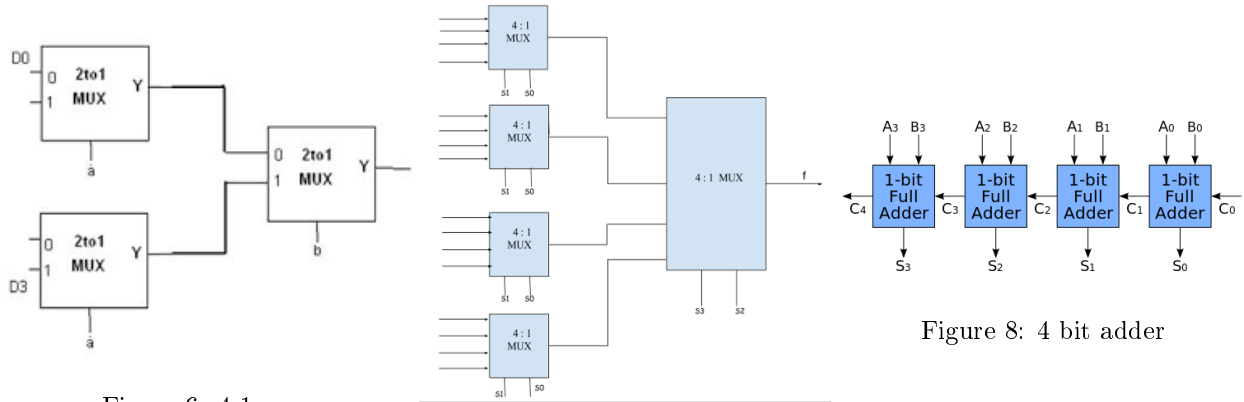 D0
0
1
2to1
MUX
Y
a
D3
0
1
2to1
MUX
Y
a
0
1
2to1
MUX
Y
b
4 : 1
MUX
S1 S0
4 : 1
MUX
S1 S0
4 : 1
MUX
S1 S0
4 : 1
MUX
S1 S0
4 : 1 MUX
f
S3 S2
A3 B3 A2 B2 A1 B1 A0 B0
1-bit
Full
Adder
1-bit
Full
Adder
1-bit
Full
Adder
1-bit
Full
Adder
C4 C3 C2 C1 C0
S3 S2 S1 S0
Figure 8: 4 bit adder